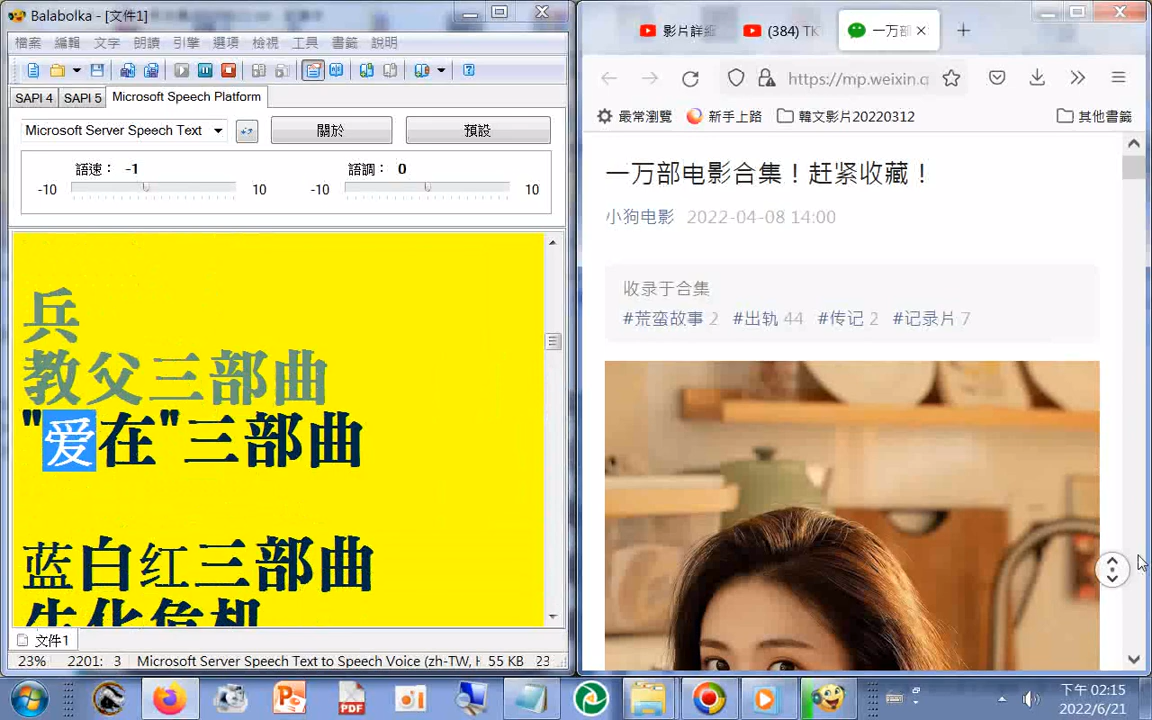 Balabolka - [文件1]
檔案 編輯 文字 朗讀 引擎 選項 檢視 工具 書籤 說明
SAPI 4 SAPI 5 Microsoft Speech Platform
Microsoft Server Speech Text 關於 預設
語速： -1 語調： 0
-10 10 -10 10
兵
教父三部曲
"爱在"三部曲
蓝白红三部曲
生化危机
文件1
23% 2201: 3 Microsoft Server Speech Text to Speech Voice (zh-TW, H 55 KB 23
影片詳細 (384) TK 一万部
https://mp.weixin.q
最常瀏覽 新手上路 韓文影片20220312 其他書籤
一万部电影合集！赶紧收藏！
小狗电影 2022-04-08 14:00
收录于合集
#荒蛮故事 2 #出轨 44 #传记 2 #记录片 7
PDF
下午 02:15
2022/6/21